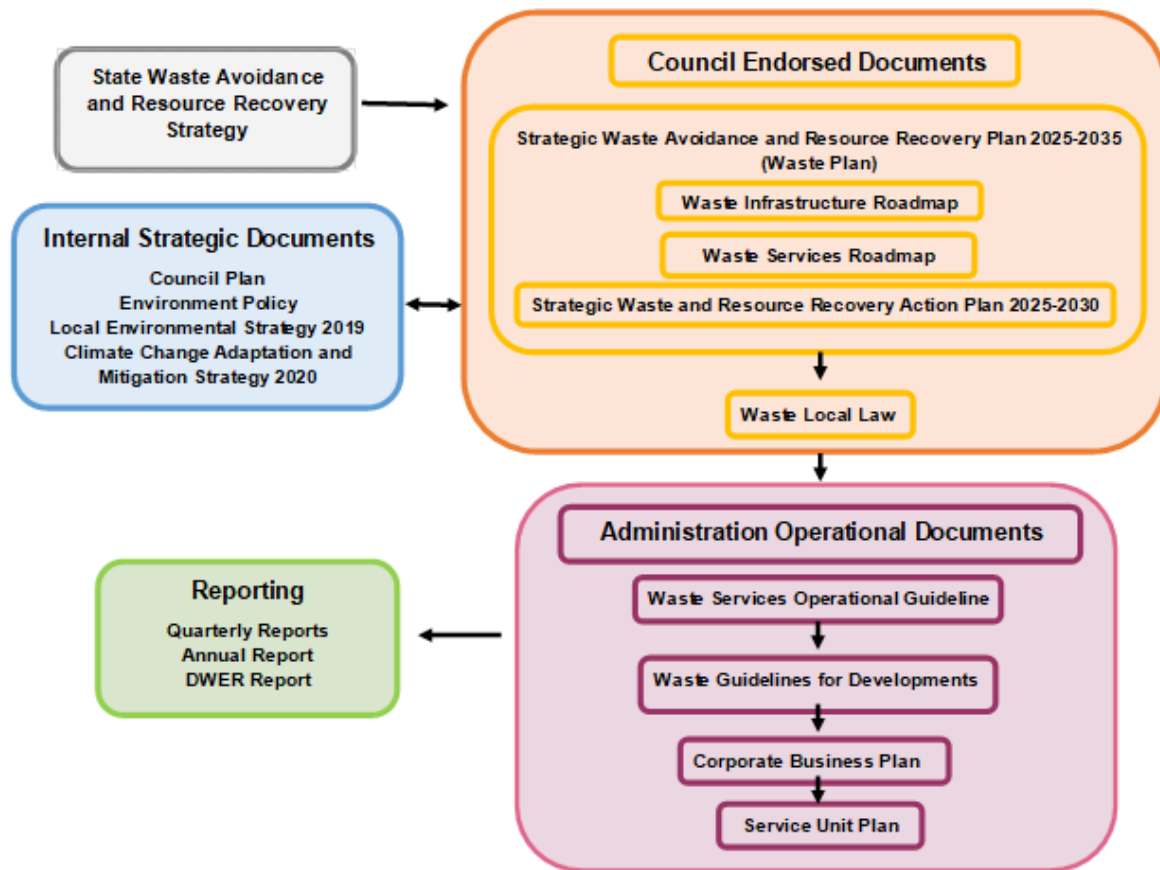 State Waste Avoidance
and Resource Recovery
Strategy
Internal Strategic Documents
Council Plan
Environment Policy
Local Environmental Strategy 2019
Climate Change Adaptation and
Mitigation Strategy 2020
Council Endorsed Documents
Strategic Waste Avoidance and Resource Recovery Plan 2025-2035
(Waste Plan)
Waste Infrastructure Roadmap
Waste Services Roadmap
Strategic Waste and Resource Recovery Action Plan 2025-2030
Waste Local Law
Administration Operational Documents
Waste Services Operational Guideline
Waste Guidelines for Developments
Corporate Business Plan
Service Unit Plan
Reporting
Quarterly Reports
Annual Report
DWER Report